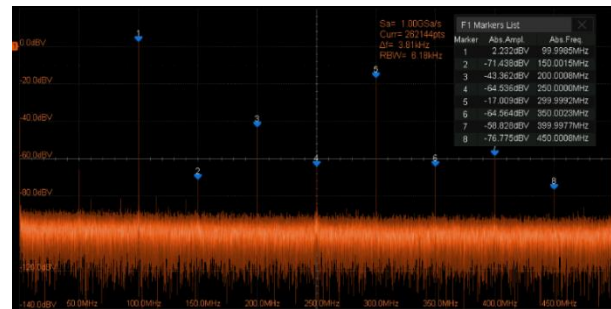 Sa= 1.00GSa/s
Curr= 262144pts
Δf= 3.81kHz
RBW= 6.18kHz
F1 Markers List
Marker Abs.Ampl. Abs.Freq.
1 2.232dBV 99.9985MHz
2 -71.438dBV 150.0015MHz
3 -43.362dBV 200.0008MHz
4 -64.536dBV 250.0000MHz
5 -17.009dBV 299.9992MHz
6 -64.564dBV 350.0023MHz
7 -58.828dBV 399.9977MHz
8 -76.775dBV 450.0008MHz
0.0dBV
-20.0dBV
-40.0dBV
-60.0dBV
-80.0dBV
-120.0dBV
-140.0dBV 50.0MHz 100.0MHz 150.0MHz 200.0MHz 250.0MHz 300.0MHz 350.0MHz 400.0MHz 450.0MHz
1
5
3
7
4
6
2
8